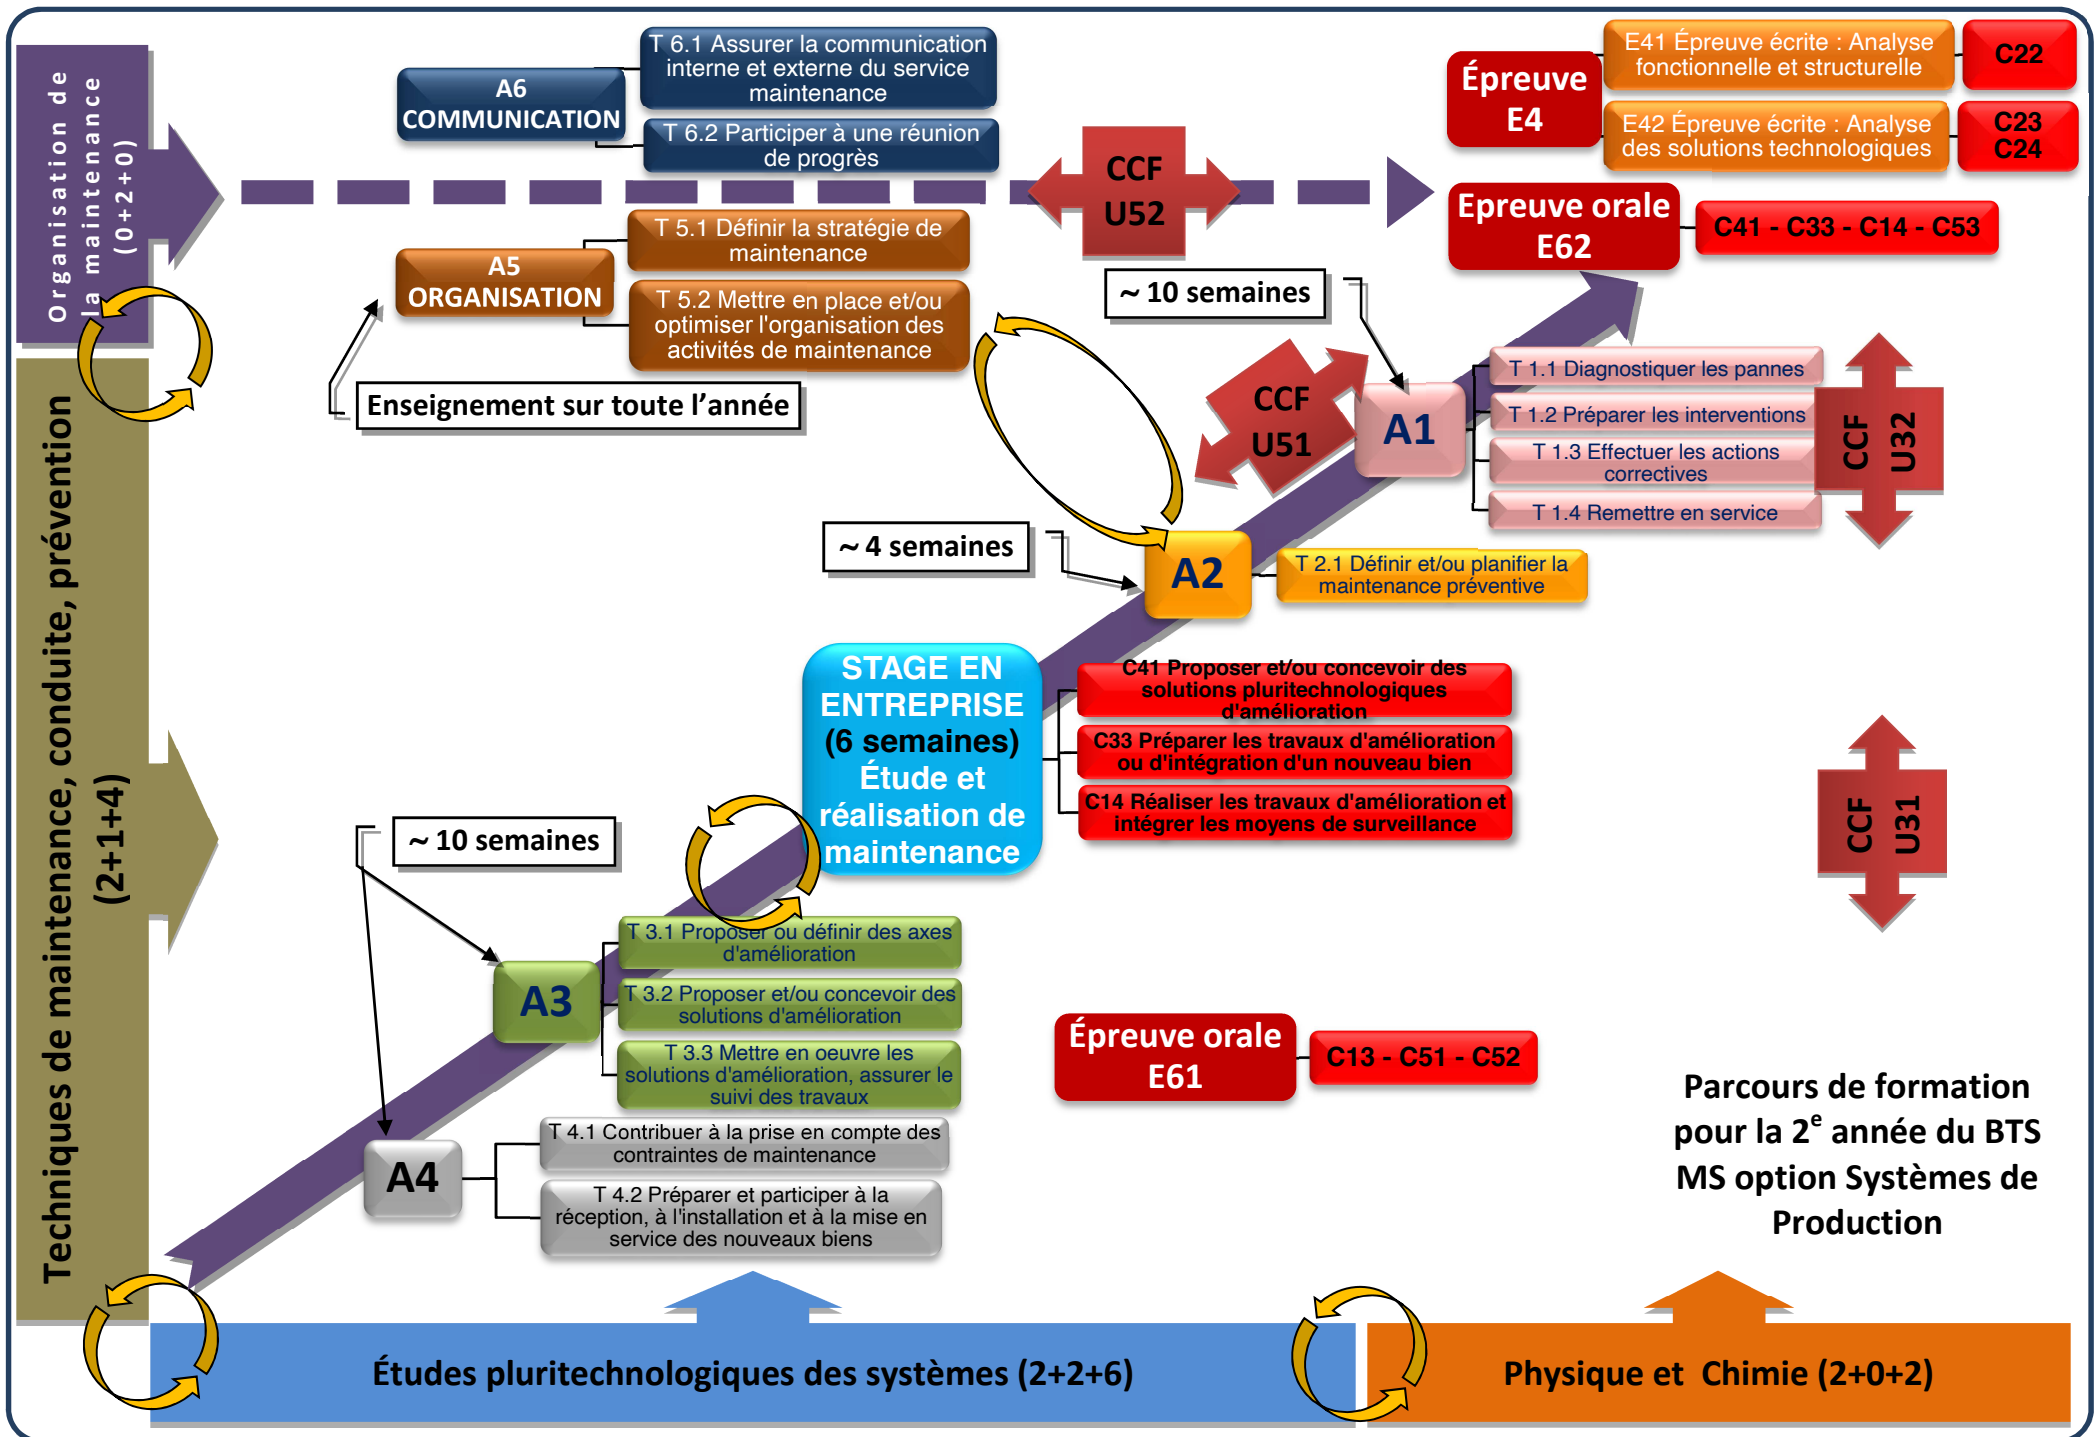 Organisation de
la maintenance
(0+2+0)
A6
COMMUNICATION
T 6.1 Assurer la communication
interne et externe du service
maintenance
T 6.2 Participer à une réunion
de progrès
CCF
U52
Épreuve
E4
E41 Épreuve écrite : Analyse
fonctionnelle et structurelle
C22
E42 Épreuve écrite : Analyse
des solutions technologiques
C23
C24
Epreuve orale
E62
C41 - C33 - C14 - C53
A5
ORGANISATION
T 5.1 Définir la stratégie de
maintenance
T 5.2 Mettre en place et/ou
optimiser l'organisation des
activités de maintenance
Enseignement sur toute l’année
~ 10 semaines
CCF
U51
A1
T 1.1 Diagnostiquer les pannes
T 1.2 Préparer les interventions
T 1.3 Effectuer les actions
correctives
T 1.4 Remettre en service
CCF
U32
~ 4 semaines
A2
T 2.1 Définir et/ou planifier la
maintenance préventive
Techniques de maintenance, conduite, prévention
(2+1+4)
STAGE EN
ENTREPRISE
(6 semaines)
Étude et
réalisation de
maintenance
C41 Proposer et/ou concevoir des
solutions pluritechnologiques
d'amélioration
C33 Préparer les travaux d'amélioration
ou d'intégration d'un nouveau bien
C14 Réaliser les travaux d'amélioration et
intégrer les moyens de surveillance
CCF
U31
~ 10 semaines
A3
T 3.1 Proposer ou définir des axes
d'amélioration
T 3.2 Proposer et/ou concevoir des
solutions d'amélioration
T 3.3 Mettre en oeuvre les
solutions d'amélioration, assurer le
suivi des travaux
Épreuve orale
E61
C13 - C51 - C52
A4
T 4.1 Contribuer à la prise en compte des
contraintes de maintenance
T 4.2 Préparer et participer à la
réception, à l'installation et à la mise en
service des nouveaux biens
Parcours de formation
pour la 2e année du BTS
MS option Systèmes de
Production
Études pluritechnologiques des systèmes (2+2+6)
Physique et Chimie (2+0+2)